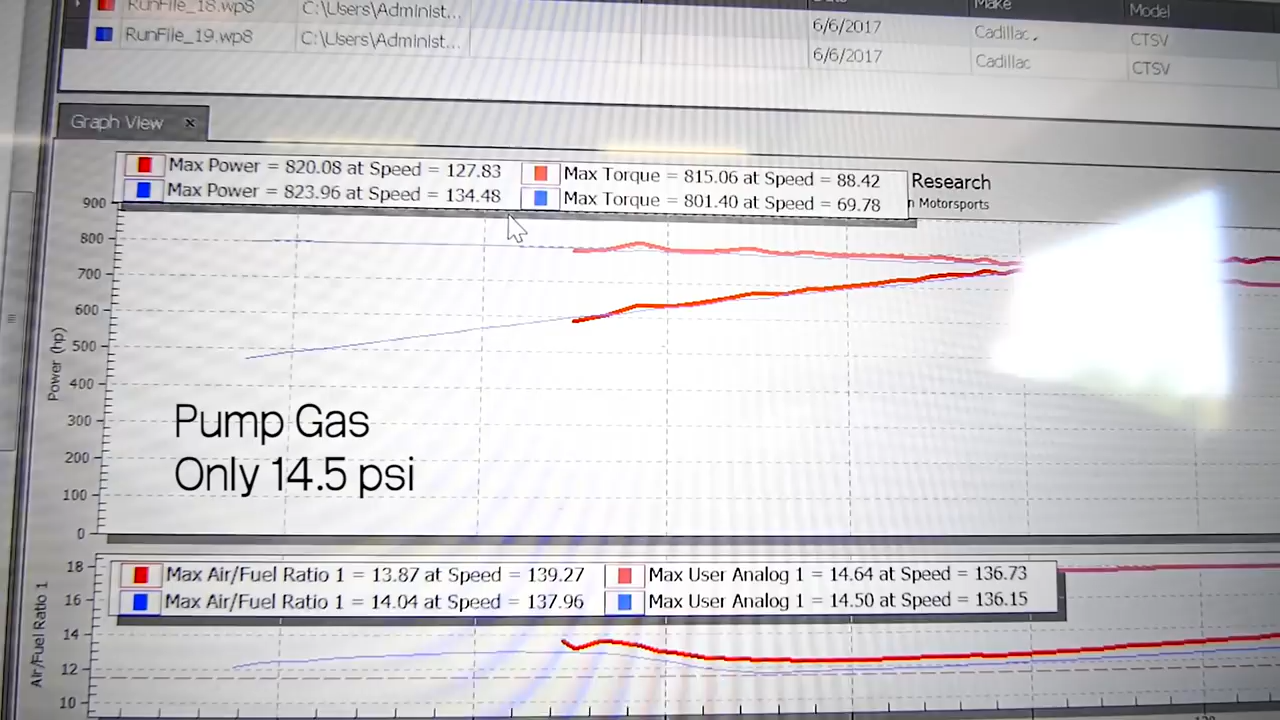 Make
Model
RunFile_18.wp8 C:\Users\Administ... 6/6/2017 Cadillac CTSV
RunFile_19.wp8 C:\Users\Administ... 6/6/2017 Cadillac CTSV
Graph View ×
Max Power = 820.08 at Speed = 127.83 Max Torque = 815.06 at Speed = 88.42
Max Power = 823.96 at Speed = 134.48 Max Torque = 801.40 at Speed = 69.78
Research
n Motorsports
900
800
700
600
500
400
300
200
100
0
Power (hp)
Pump Gas
Only 14.5 psi
Max Air/Fuel Ratio 1 = 13.87 at Speed = 139.27 Max User Analog 1 = 14.64 at Speed = 136.73
Max Air/Fuel Ratio 1 = 14.04 at Speed = 137.96 Max User Analog 1 = 14.50 at Speed = 136.15
18
16
14
12
10
Air/Fuel Ratio 1